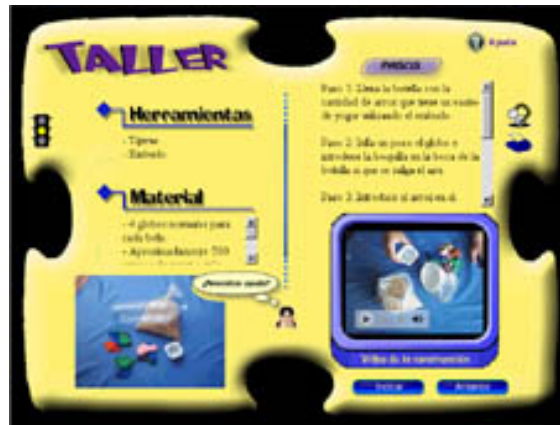 TALLER
Ayuda
PASOS
Herramientas
- Tijeras
- Embudo
Material
- 4 globos normales para
cada bola.
- Aproximadamente 700
Paso 1: Llena la botella con la
cantidad de arroz que tiene un vasito
de yogur utilizando el embudo
Paso 2: Infla un poco el globo e
introduce la boquilla en la boca de la
botella sin que se salga el aire.
Paso 3: Introduce el arroz en el
¿Necesitas ayuda?
Vídeo de la construcción